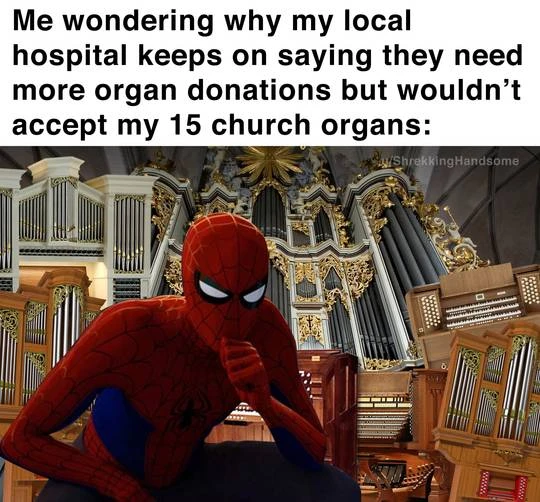 Me wondering why my local
hospital keeps on saying they need
more organ donations but wouldn't
accept my 15 church organs:
u/ShrekkingHandsome